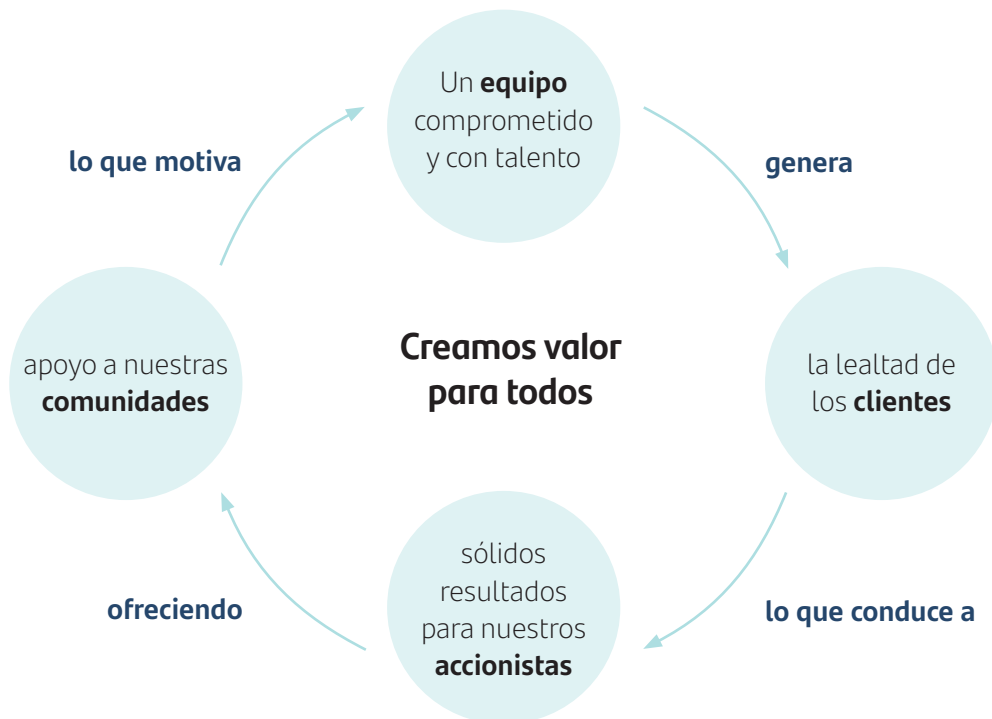 Un equipo
comprometido
y con talento
genera
la lealtad de
los clientes
lo que conduce a
sólidos
resultados
para nuestros
accionistas
ofreciendo
apoyo a nuestras
comunidades
lo que motiva
Creamos valor
para todos